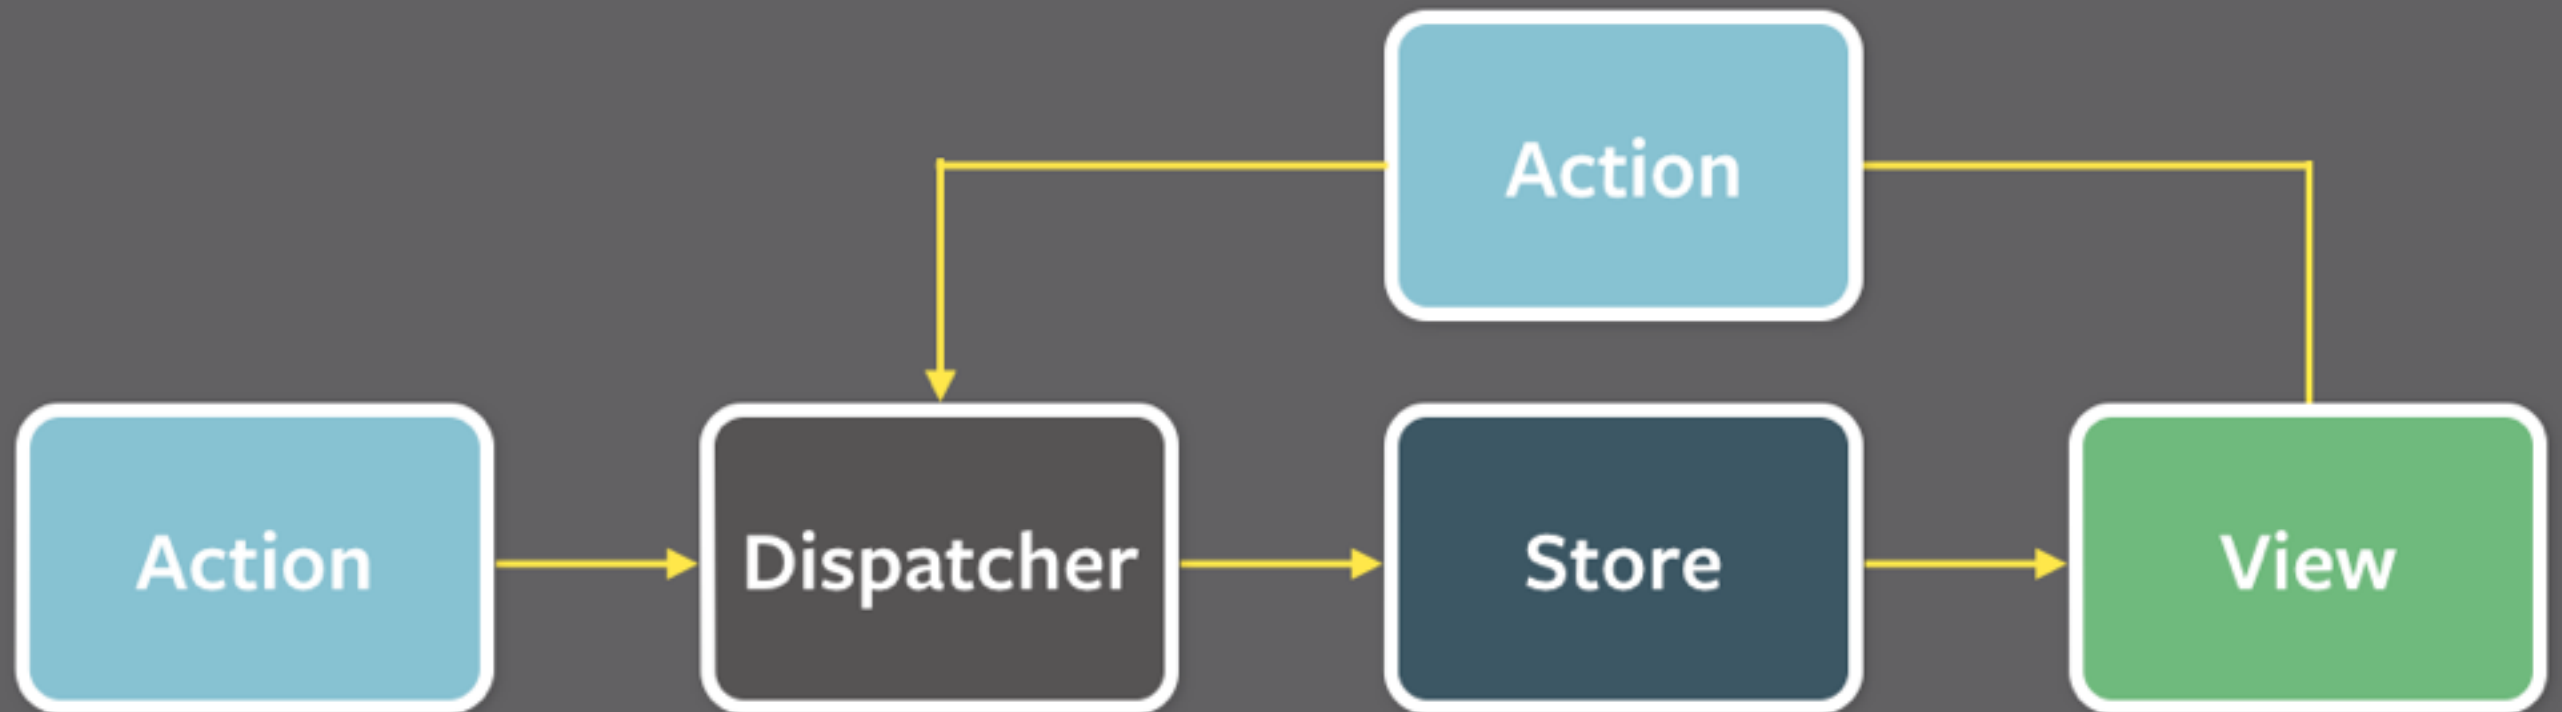 Action
Action
Dispatcher
Store
View